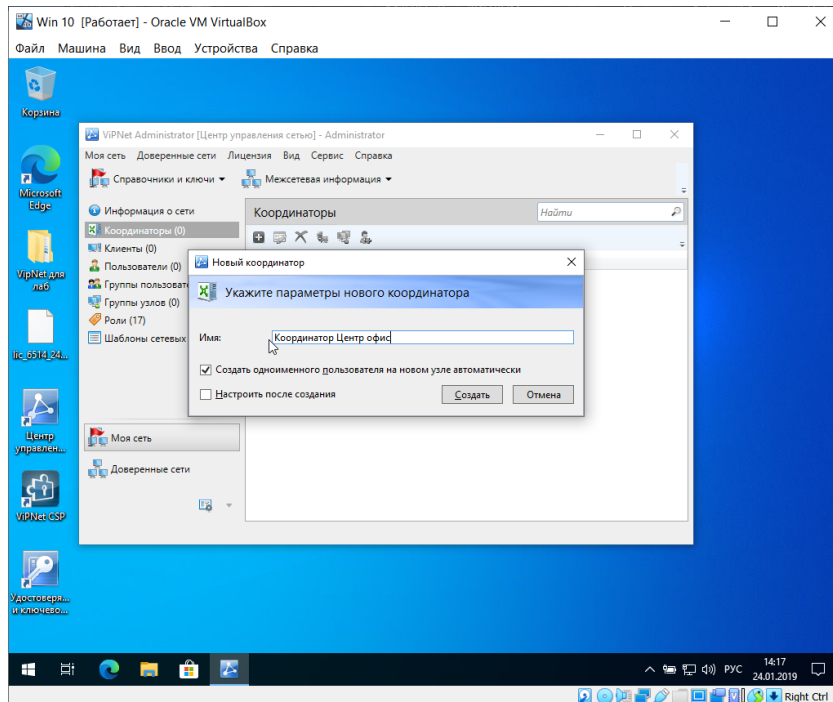 Win 10 [Работает] - Oracle VM VirtualBox
Файл Машина Вид Ввод Устройства Справка
Корзина
Microsoft Edge
VipNet для лаб
lic_6514_24...
Центр управлен...
ViPNet CSP
Удостоверя... и ключево...
ViPNet Administrator [Центр управления сетью] - Administrator
Моя сеть Доверенные сети Лицензия Вид Сервис Справка
Справочники и ключи Межсетевая информация
Информация о сети
Координаторы (0)
Клиенты (0)
Пользователи (0)
Группы пользоват
Группы узлов (0)
Роли (17)
Шаблоны сетевых
Моя сеть
Доверенные сети
Координаторы
Найти
Новый координатор
Укажите параметры нового координатора
Имя: Координатор Центр офис
Создать одноименного пользователя на новом узле автоматически
Настроить после создания
Создать Отмена
РУС 14:17
24.01.2019
Right Ctrl